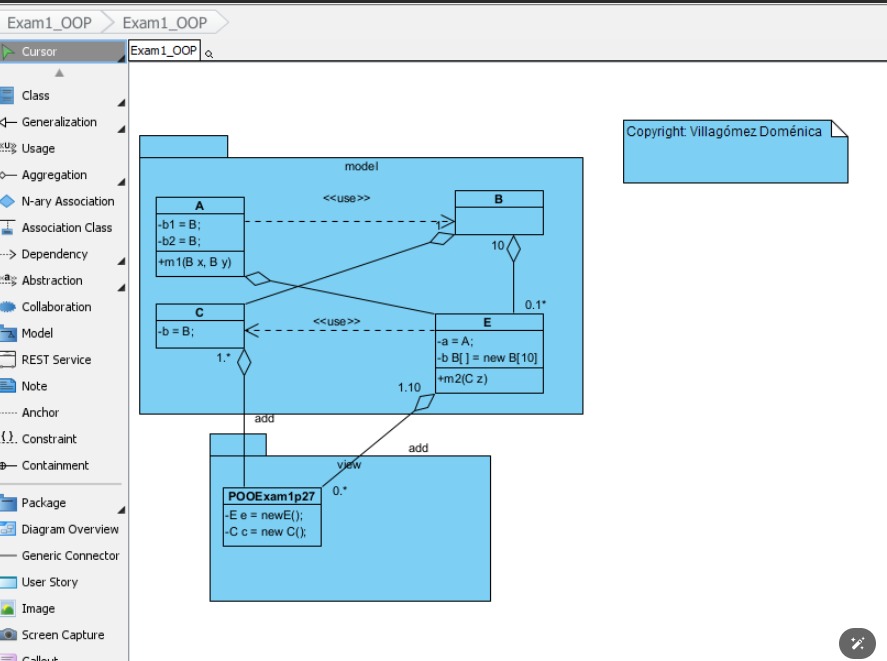 Exam1_OOP
Exam1_OOP
Cursor
Exam1_OOP
Class
Generalization
Usage
Aggregation
N-ary Association
Association Class
Dependency
Abstraction
Collaboration
Model
REST Service
Note
Anchor
Constraint
Containment
Package
Diagram Overview
Generic Connector
User Story
Image
Screen Capture
Callout
Copyright: Villagómez Doménica
model
A
-b1 = B;
-b2 = B;
+m1(B x, B y)
<<use>>
B
1
10
0.1*
C
-b = B;
1.*
<<use>>
E
-a = A;
-b B[ ] = new B[10]
+m2(C z)
1.10
add
add
view
0.*
POOExam1p27
-E e = newE();
-C c = new C();